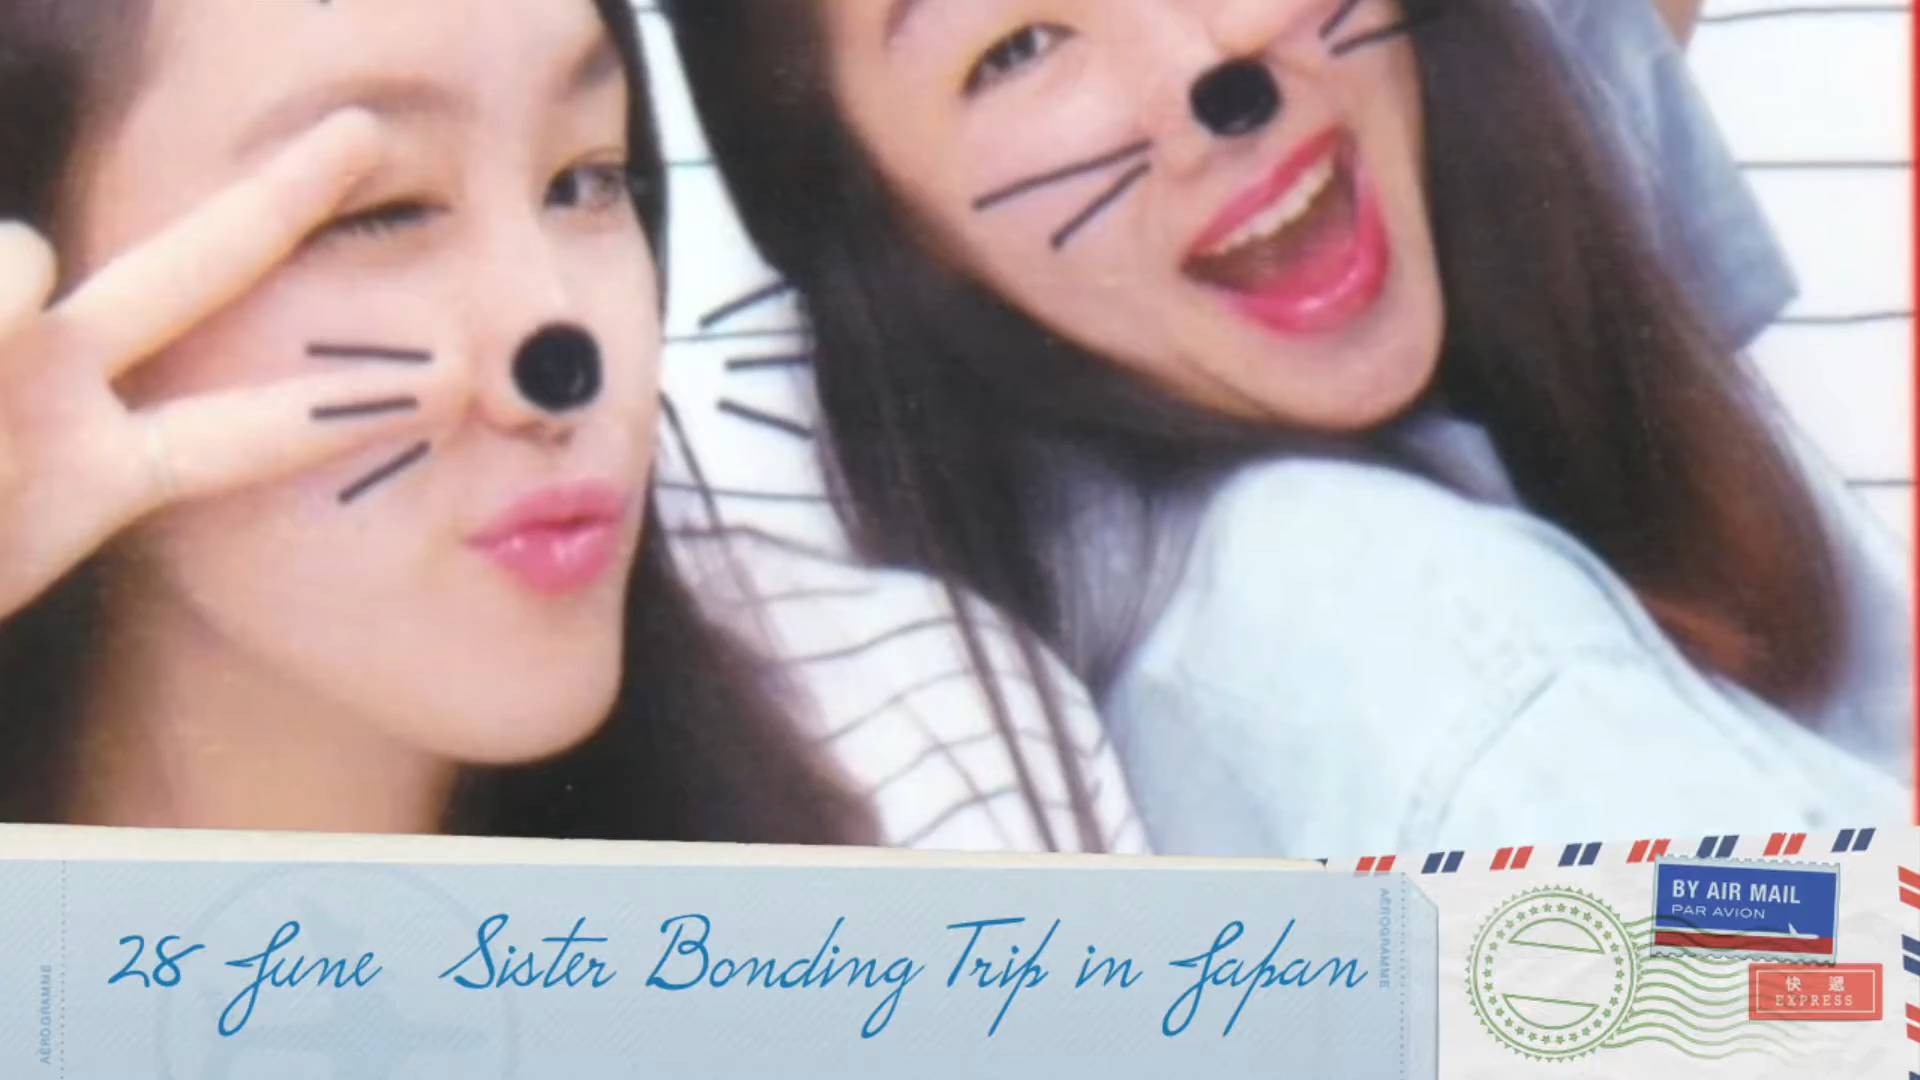 28 June Sister Bonding Trip in Japan
AÉROGRAMME
AÉROGRAMME
BY AIR MAIL
PAR AVION
快遞
EXPRESS